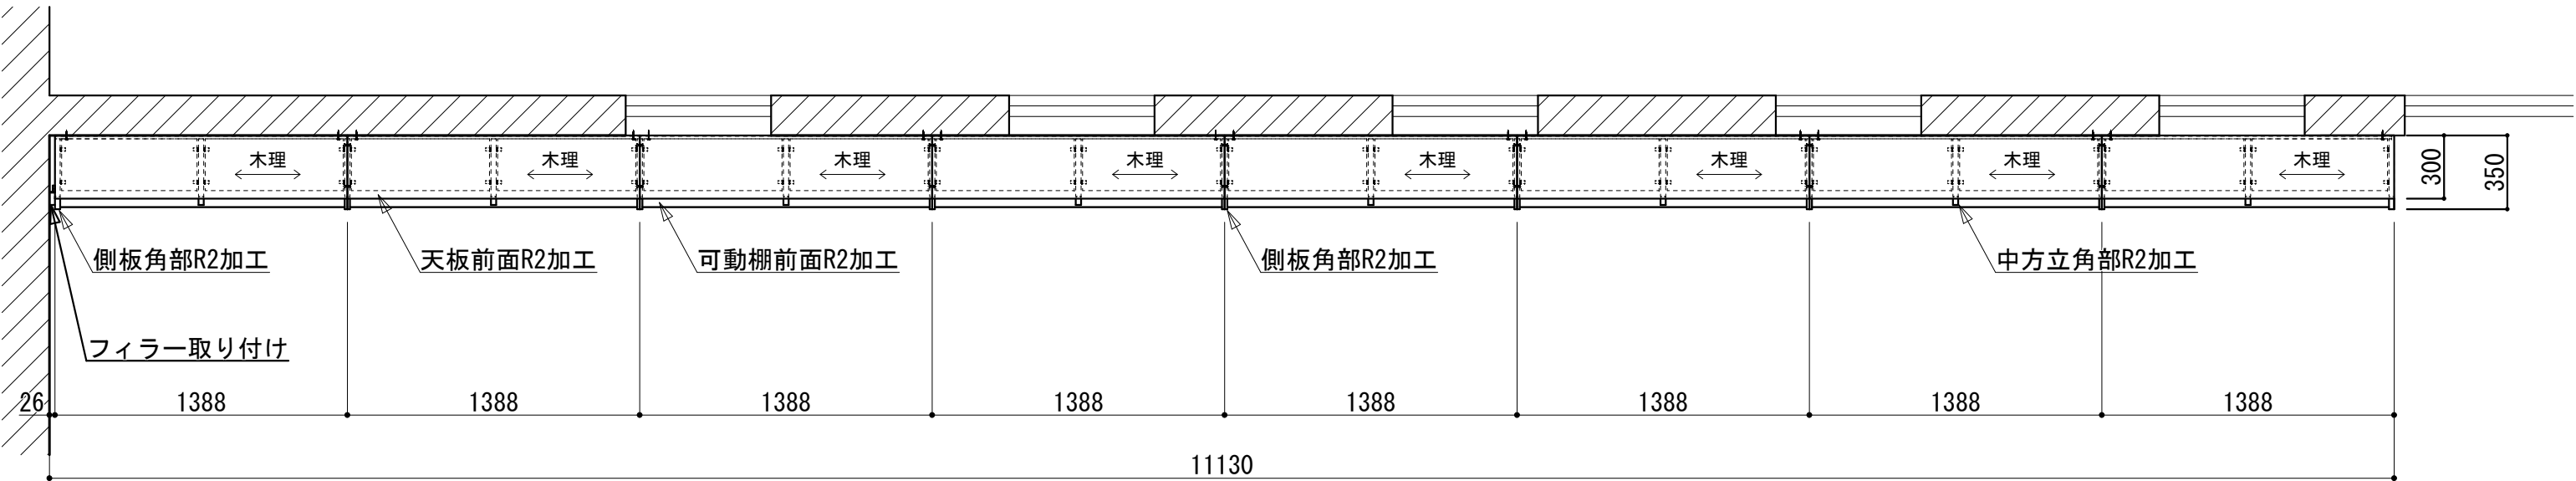 木理
木理
木理
木理
木理
木理
木理
木理
300
350
側板角部R2加工
天板前面R2加工
可動棚前面R2加工
側板角部R2加工
中方立角部R2加工
フィラー取り付け
26
1388
1388
1388
1388
1388
1388
1388
1388
11130